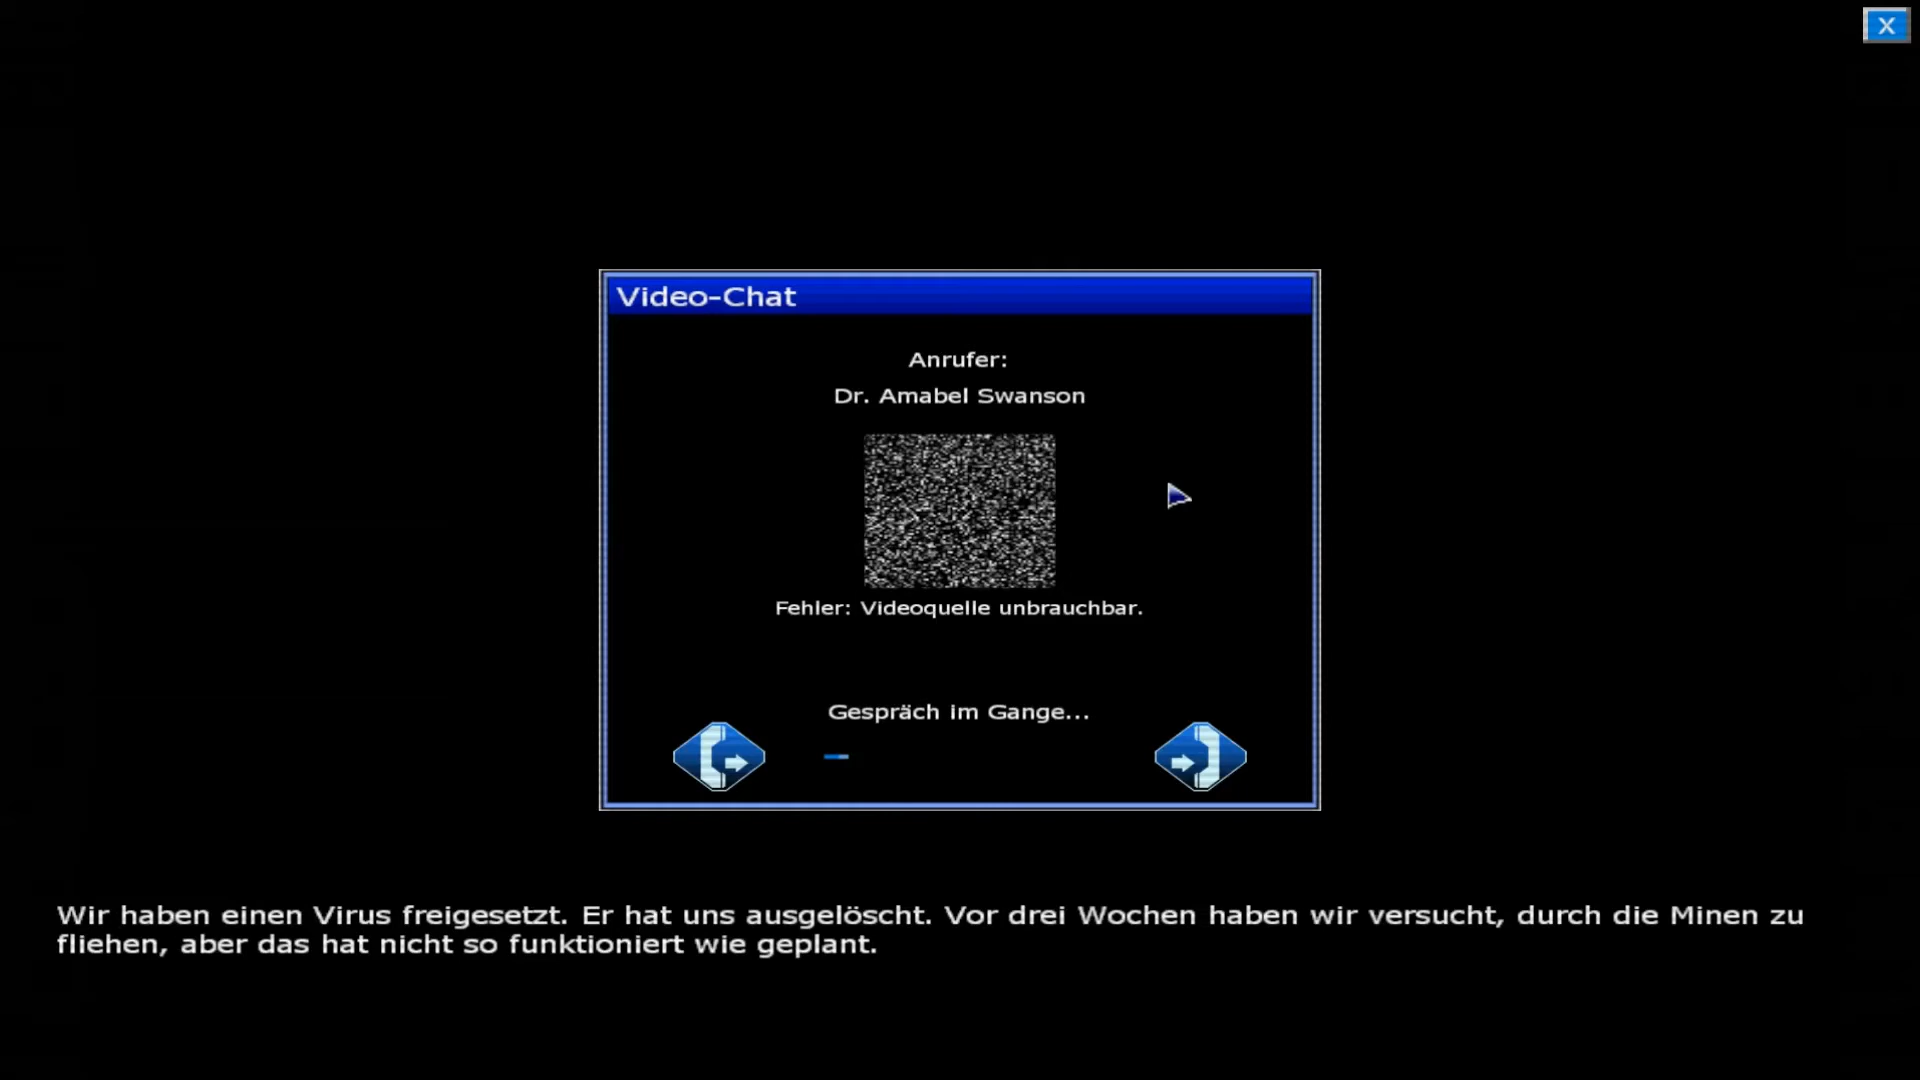 X
Video-Chat
Anrufer:
Dr. Amabel Swanson
Fehler: Videoquelle unbrauchbar.
Gespräch im Gange...
Wir haben einen Virus freigesetzt. Er hat uns ausgelöscht. Vor drei Wochen haben wir versucht, durch die Minen zu
fliehen, aber das hat nicht so funktioniert wie geplant.